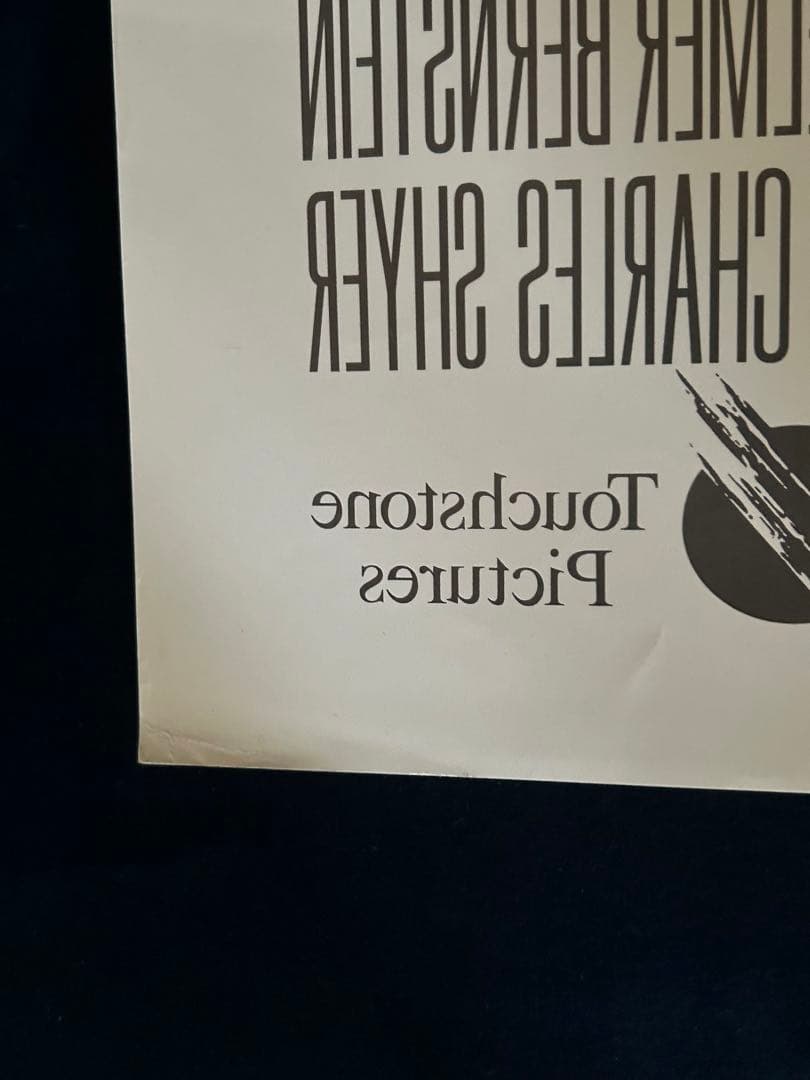 ELMER BERNSTEIN
CHARLES SHYER
Touchstone
Pictures